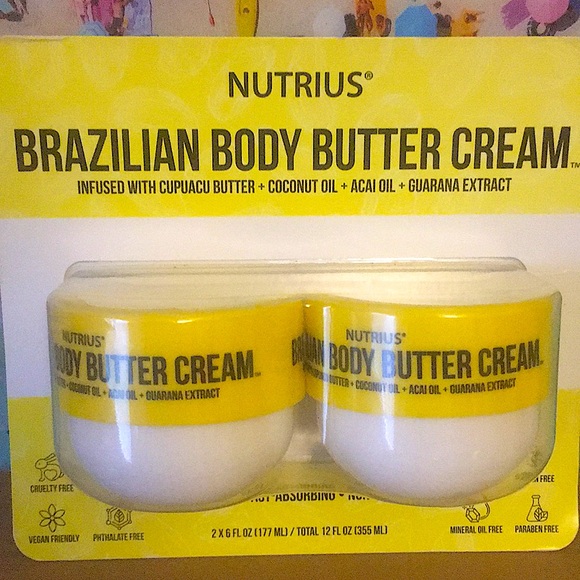 NUTRIUS®
BRAZILIAN BODY BUTTER CREAM™
INFUSED WITH CUPUACU BUTTER + COCONUT OIL + ACAI OIL + GUARANA EXTRACT
NUTRIUS®
BODY BUTTER CREAM™
+ COCONUT OIL + ACAI OIL + GUARANA EXTRACT
NUTRIUS®
BODY BUTTER CREAM™
BUTTER + COCONUT OIL + ACAI OIL + GUARANA EXTRACT
CRUELTY FREE
FREE
ABSORBING
VEGAN FRIENDLY
PHTHALATE FREE
2 X 6 FL OZ (177 ML) / TOTAL 12 FL OZ (355 ML)
MINERAL OIL FREE
PARABEN FREE